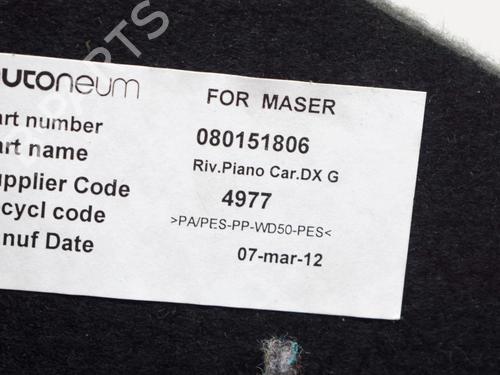 autoneum FOR MASER
art number 080151806
art name Riv.Piano Car.DX G
upplier Code 4977
cycl code >PA/PES-PP-WD50-PES<
nuf Date 07-mar-12